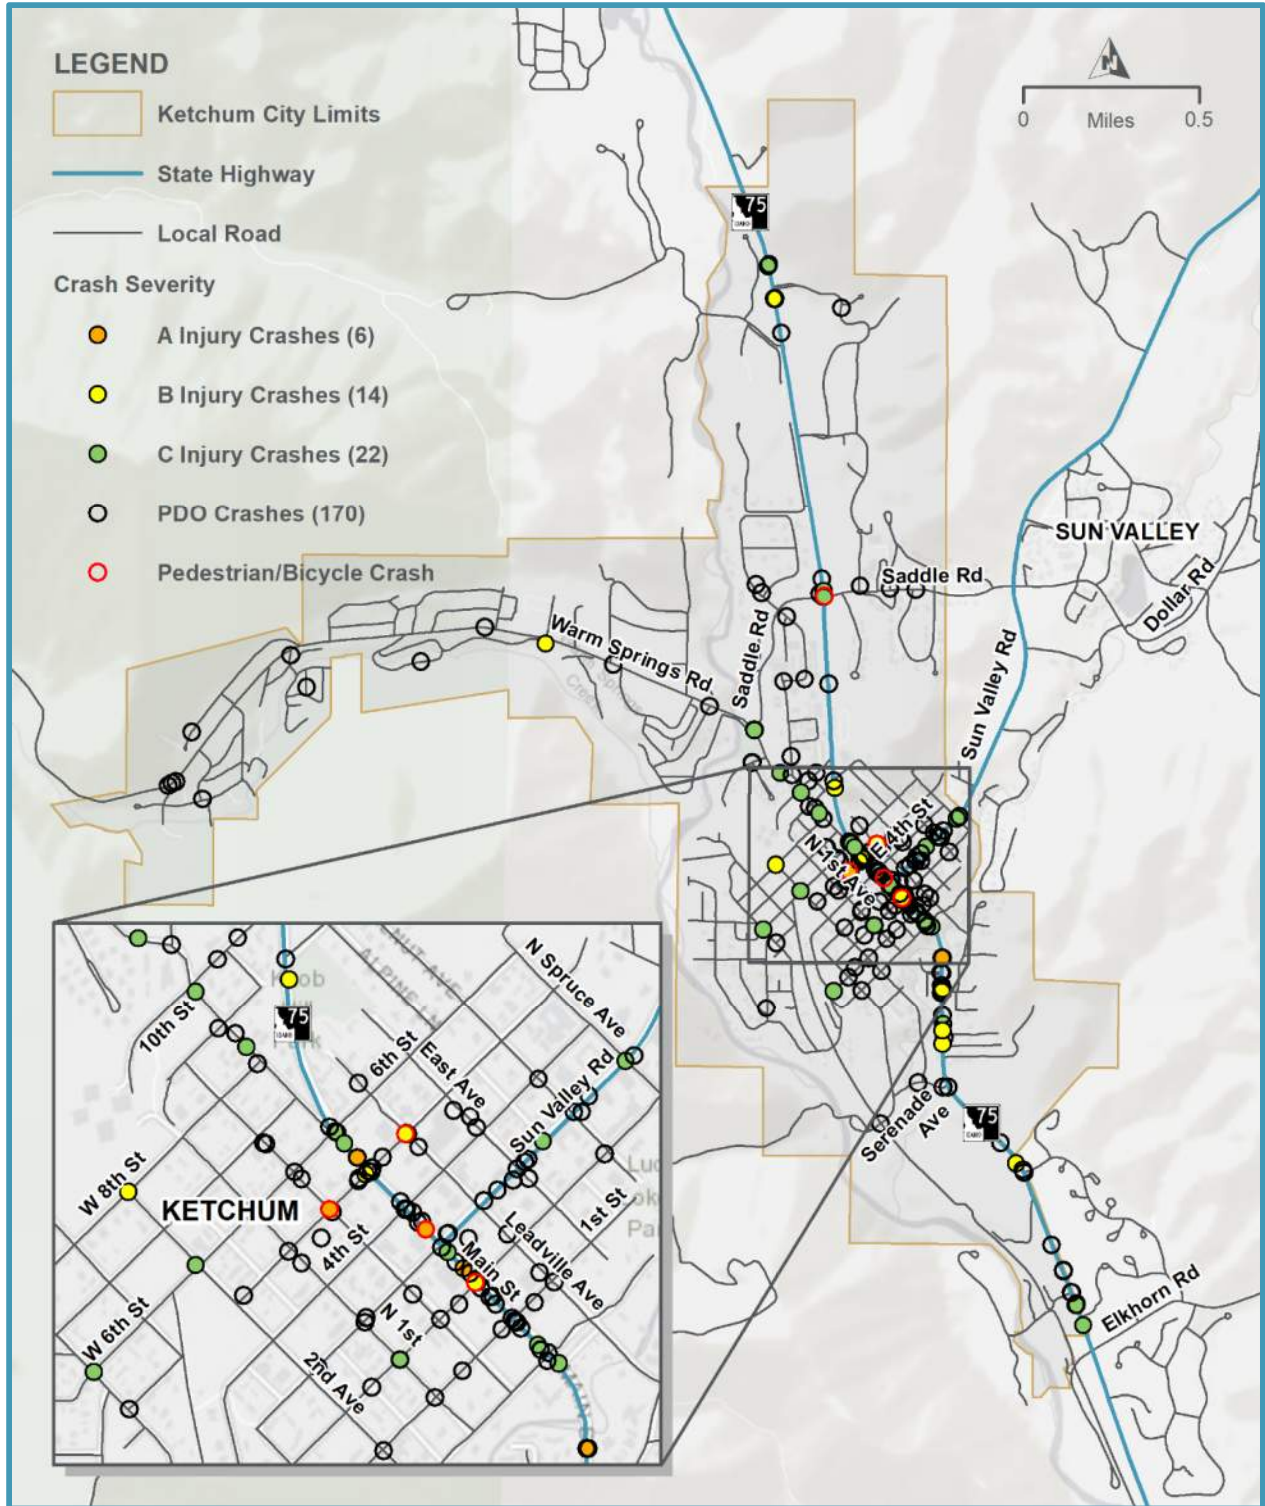 LEGEND
Ketchum City Limits
State Highway
Local Road
Crash Severity
A Injury Crashes (6)
B Injury Crashes (14)
C Injury Crashes (22)
PDO Crashes (170)
Pedestrian/Bicycle Crash
N
0 Miles 0.5
75
SUN VALLEY
Saddle Rd
Dollar Rd
Warm Springs Rd
Saddle Rd
Sun Valley Rd
E 4th St
N 1st Ave
75
Serenade Ave
Elkhorn Rd
ALPINE LN
N Spruce Ave
75
10th St
6th St
East Ave
Sun Valley Rd
W 8th St
KETCHUM
4th St
1st St
Leadville Ave
Main St
N 1st
W 6th St
2nd Ave